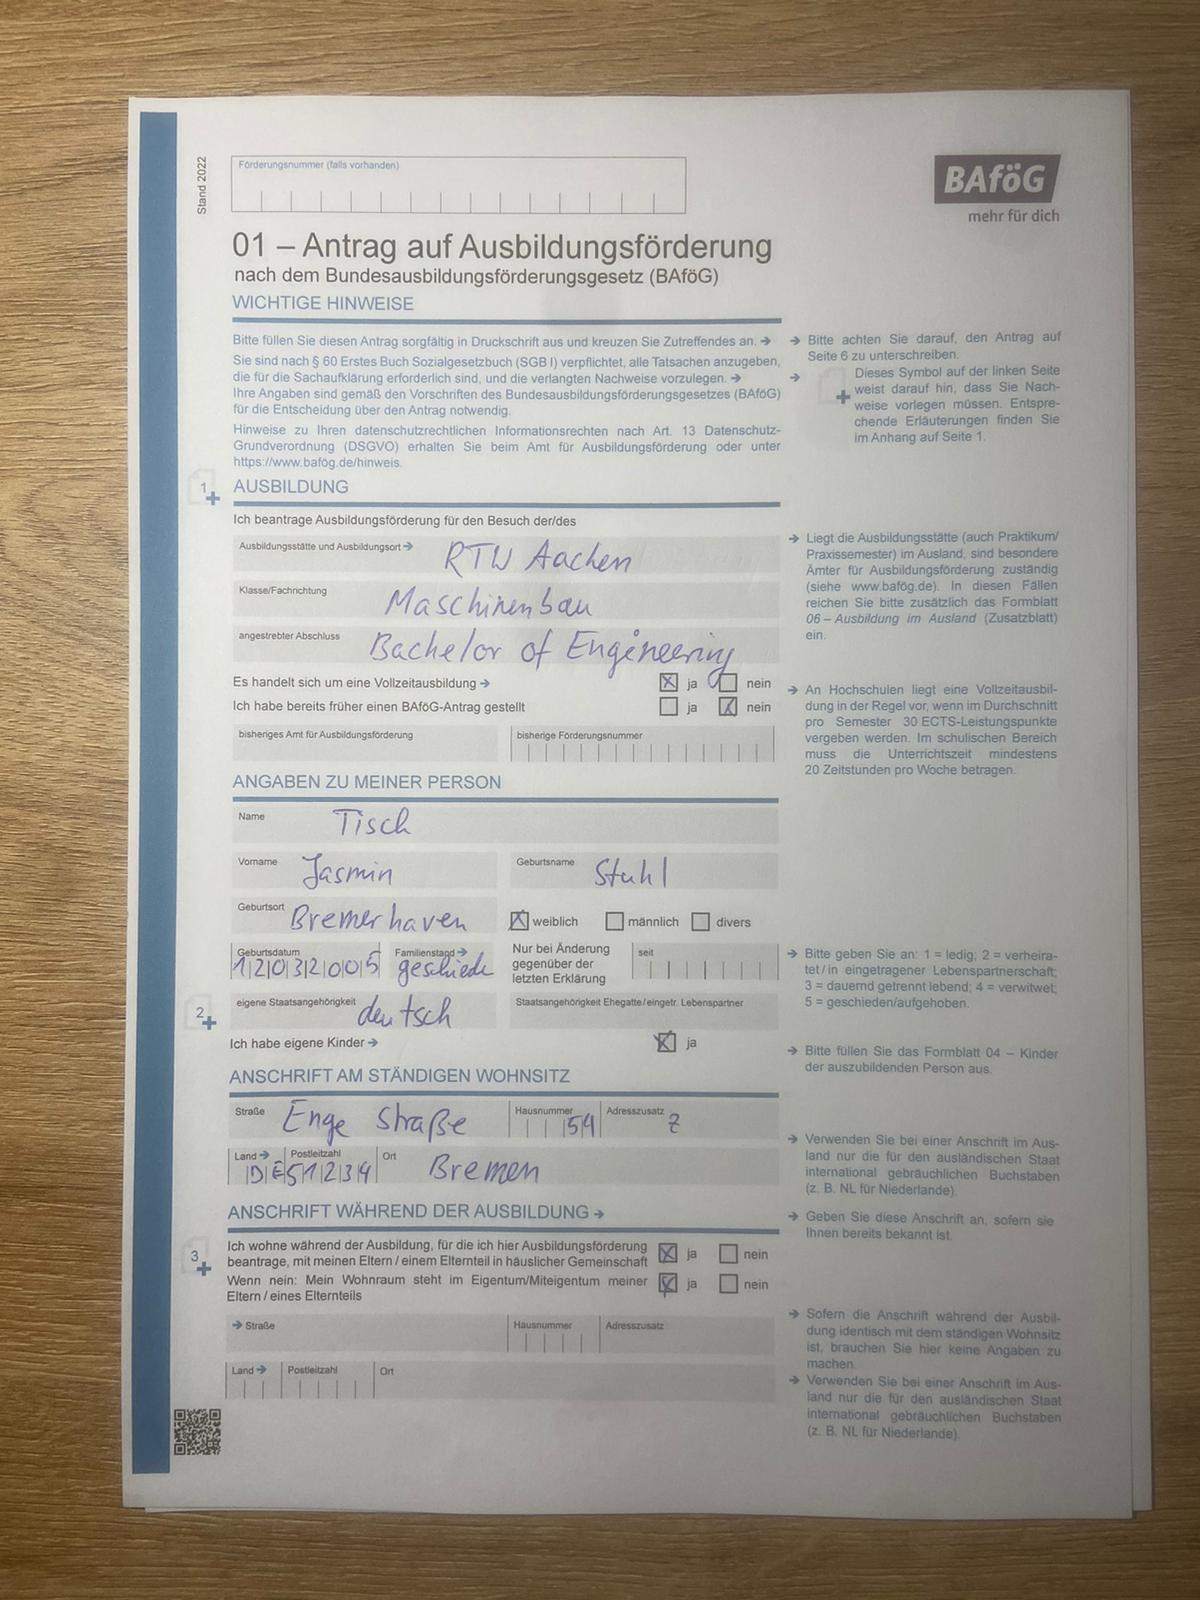 Stand 2022
Förderungsnummer (falls vorhanden)
BAföG
mehr für dich
01 – Antrag auf Ausbildungsförderung
nach dem Bundesausbildungsförderungsgesetz (BAföG)
WICHTIGE HINWEISE
Bitte füllen Sie diesen Antrag sorgfältig in Druckschrift aus und kreuzen Sie Zutreffendes an. →
Sie sind nach § 60 Erstes Buch Sozialgesetzbuch (SGB I) verpflichtet, alle Tatsachen anzugeben,
die für die Sachaufklärung erforderlich sind, und die verlangten Nachweise vorzulegen. →
Ihre Angaben sind gemäß den Vorschriften des Bundesausbildungsförderungsgesetzes (BAföG)
für die Entscheidung über den Antrag notwendig.
Hinweise zu Ihren datenschutzrechtlichen Informationsrechten nach Art. 13 Datenschutz-
Grundverordnung (DSGVO) erhalten Sie beim Amt für Ausbildungsförderung oder unter
https://www.bafög.de/hinweis.
→ Bitte achten Sie darauf, den Antrag auf
Seite 6 zu unterschreiben.
→ Dieses Symbol auf der linken Seite
weist darauf hin, dass Sie Nach-
weise vorlegen müssen. Entspre-
chende Erläuterungen finden Sie
im Anhang auf Seite 1.
1 AUSBILDUNG
Ich beantrage Ausbildungsförderung für den Besuch der/des
Ausbildungsstätte und Ausbildungsort → RTW Aachen
Klasse/Fachrichtung Maschinenbau
angestrebter Abschluss Bachelor of Engineering
Es handelt sich um eine Vollzeitausbildung → ☒ ja ☐ nein
Ich habe bereits früher einen BAföG-Antrag gestellt ☐ ja ☒ nein
bisheriges Amt für Ausbildungsförderung bisherige Förderungsnummer
→ Liegt die Ausbildungsstätte (auch Praktikum/
Praxissemester) im Ausland, sind besondere
Ämter für Ausbildungsförderung zuständig
(siehe www.bafög.de). In diesen Fällen
reichen Sie bitte zusätzlich das Formblatt
06 – Ausbildung im Ausland (Zusatzblatt)
ein.
→ An Hochschulen liegt eine Vollzeitausbil-
dung in der Regel vor, wenn im Durchschnitt
pro Semester 30 ECTS-Leistungspunkte
vergeben werden. Im schulischen Bereich
muss die Unterrichtszeit mindestens
20 Zeitstunden pro Woche betragen.
ANGABEN ZU MEINER PERSON
Name Tisch
Vorname Jasmin Geburtsname Stuhl
Geburtsort Bremerhaven ☒ weiblich ☐ männlich ☐ divers
Geburtsdatum 12032005 Familienstand → geschiede Nur bei Änderung
gegenüber der
letzten Erklärung seit
2 eigene Staatsangehörigkeit deutsch Staatsangehörigkeit Ehegatte/eingetr. Lebenspartner
Ich habe eigene Kinder → ☒ ja
→ Bitte geben Sie an: 1 = ledig; 2 = verheira-
tet / in eingetragener Lebenspartnerschaft;
3 = dauernd getrennt lebend; 4 = verwitwet;
5 = geschieden/aufgehoben.
→ Bitte füllen Sie das Formblatt 04 – Kinder
der auszubildenden Person aus.
ANSCHRIFT AM STÄNDIGEN WOHNSITZ
Straße Enge Straße Hausnummer 54 Adresszusatz Z
Land → DE Postleitzahl 51234 Ort Bremen
→ Verwenden Sie bei einer Anschrift im Aus-
land nur die für den ausländischen Staat
international gebräuchlichen Buchstaben
(z. B. NL für Niederlande).
ANSCHRIFT WÄHREND DER AUSBILDUNG →
→ Geben Sie diese Anschrift an, sofern sie
Ihnen bereits bekannt ist.
3 Ich wohne während der Ausbildung, für die ich hier Ausbildungsförderung
beantrage, mit meinen Eltern / einem Elternteil in häuslicher Gemeinschaft ☒ ja ☐ nein
Wenn nein: Mein Wohnraum steht im Eigentum/Miteigentum meiner
Eltern / eines Elternteils ☒ ja ☐ nein
→ Straße Hausnummer Adresszusatz
Land → Postleitzahl Ort
→ Sofern die Anschrift während der Ausbil-
dung identisch mit dem ständigen Wohnsitz
ist, brauchen Sie hier keine Angaben zu
machen.
→ Verwenden Sie bei einer Anschrift im Aus-
land nur die für den ausländischen Staat
international gebräuchlichen Buchstaben
(z. B. NL für Niederlande).